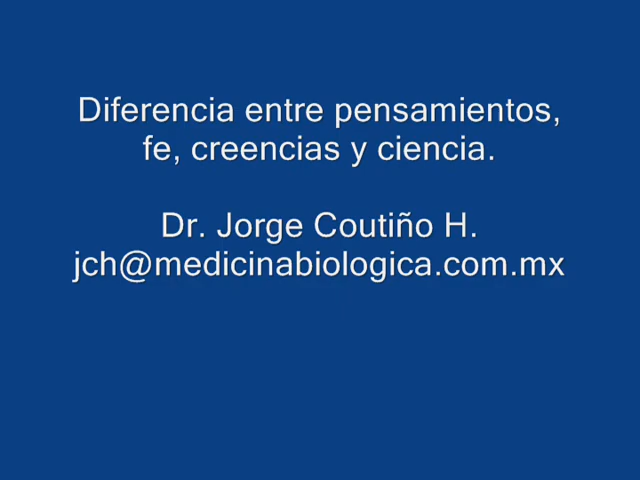 Diferencia entre pensamientos,
fe, creencias y ciencia.
Dr. Jorge Coutiño H.
jch@medicinabiologica.com.mx